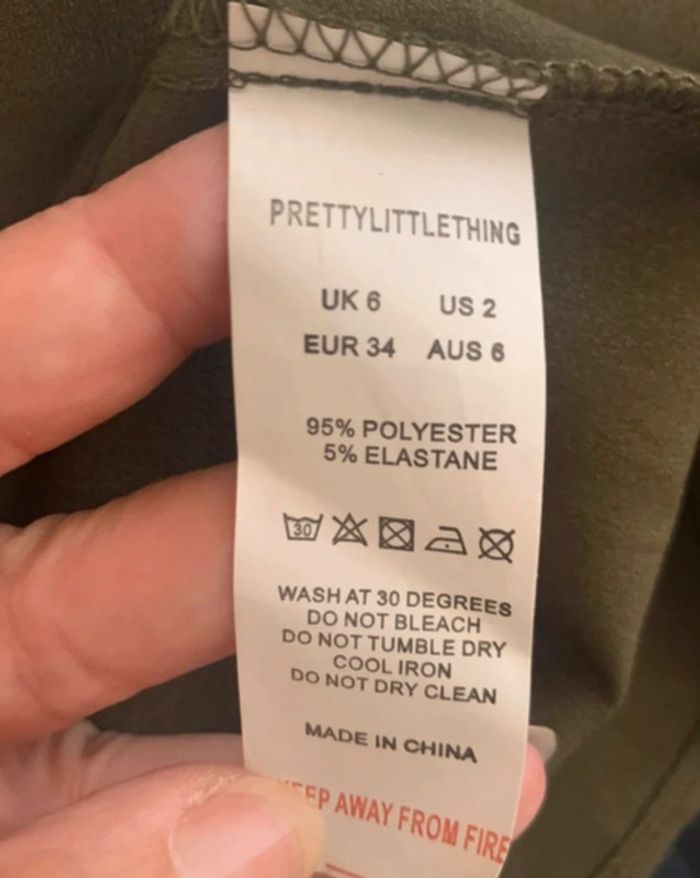 PRETTYLITTLETHING
UK 6 US 2
EUR 34 AUS 6
95% POLYESTER
5% ELASTANE
30
WASH AT 30 DEGREES
DO NOT BLEACH
DO NOT TUMBLE DRY
COOL IRON
DO NOT DRY CLEAN
MADE IN CHINA
KEEP AWAY FROM FIRE